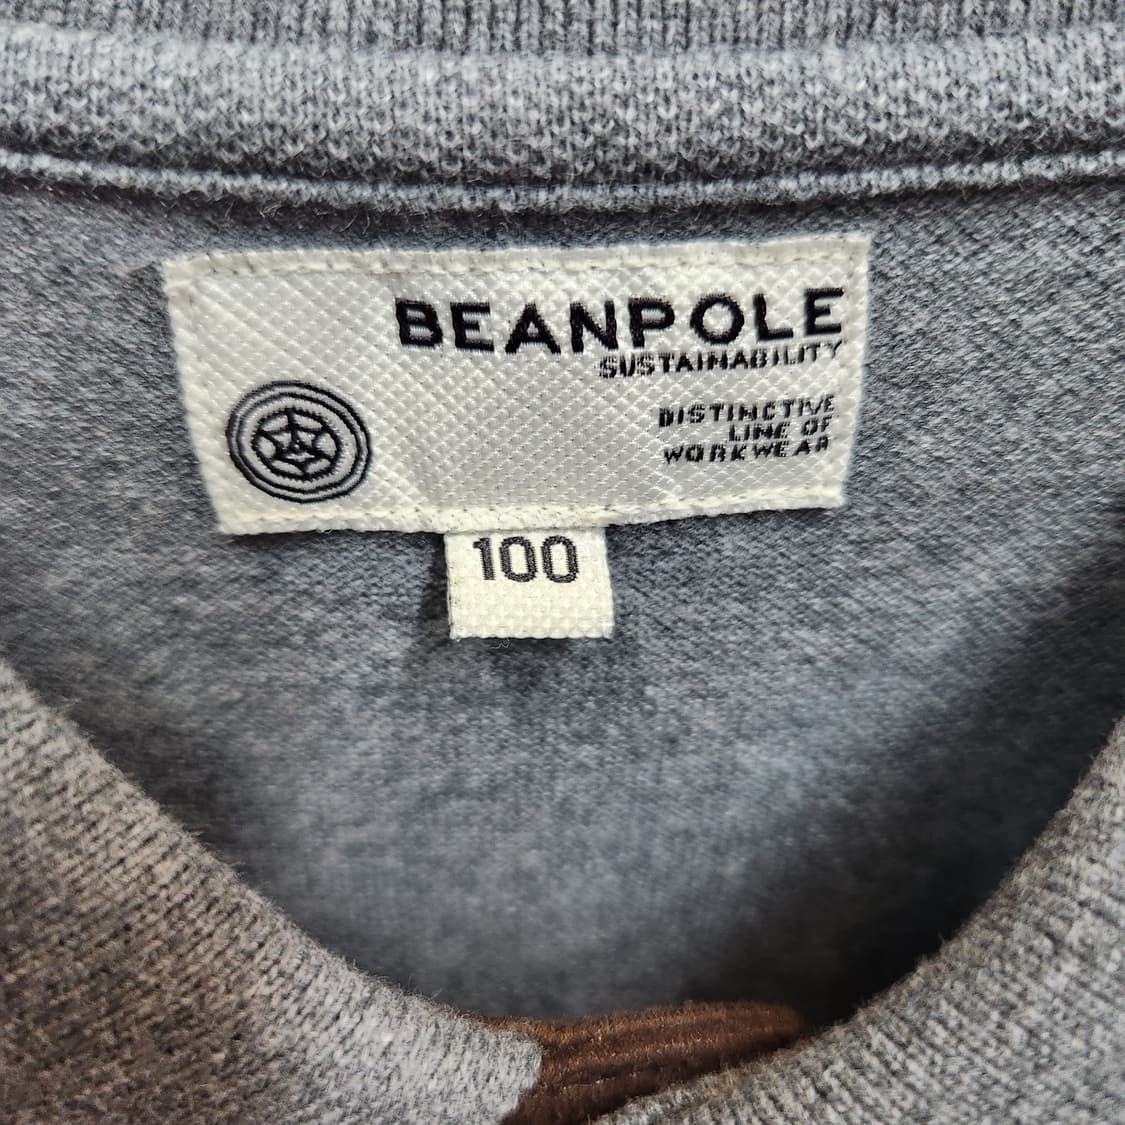 BEANPOLE
SUSTAINABILITY
DISTINCTIVE
LINE OF
WORKWEAR
100